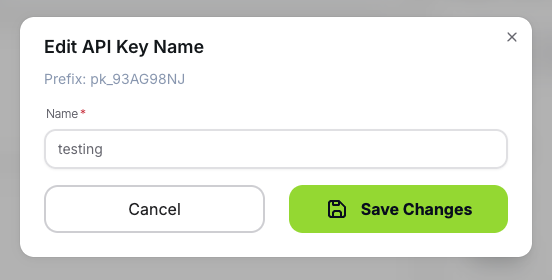 Edit API Key Name
Prefix: pk_93AG98NJ
Name*
testing
Cancel
Save Changes